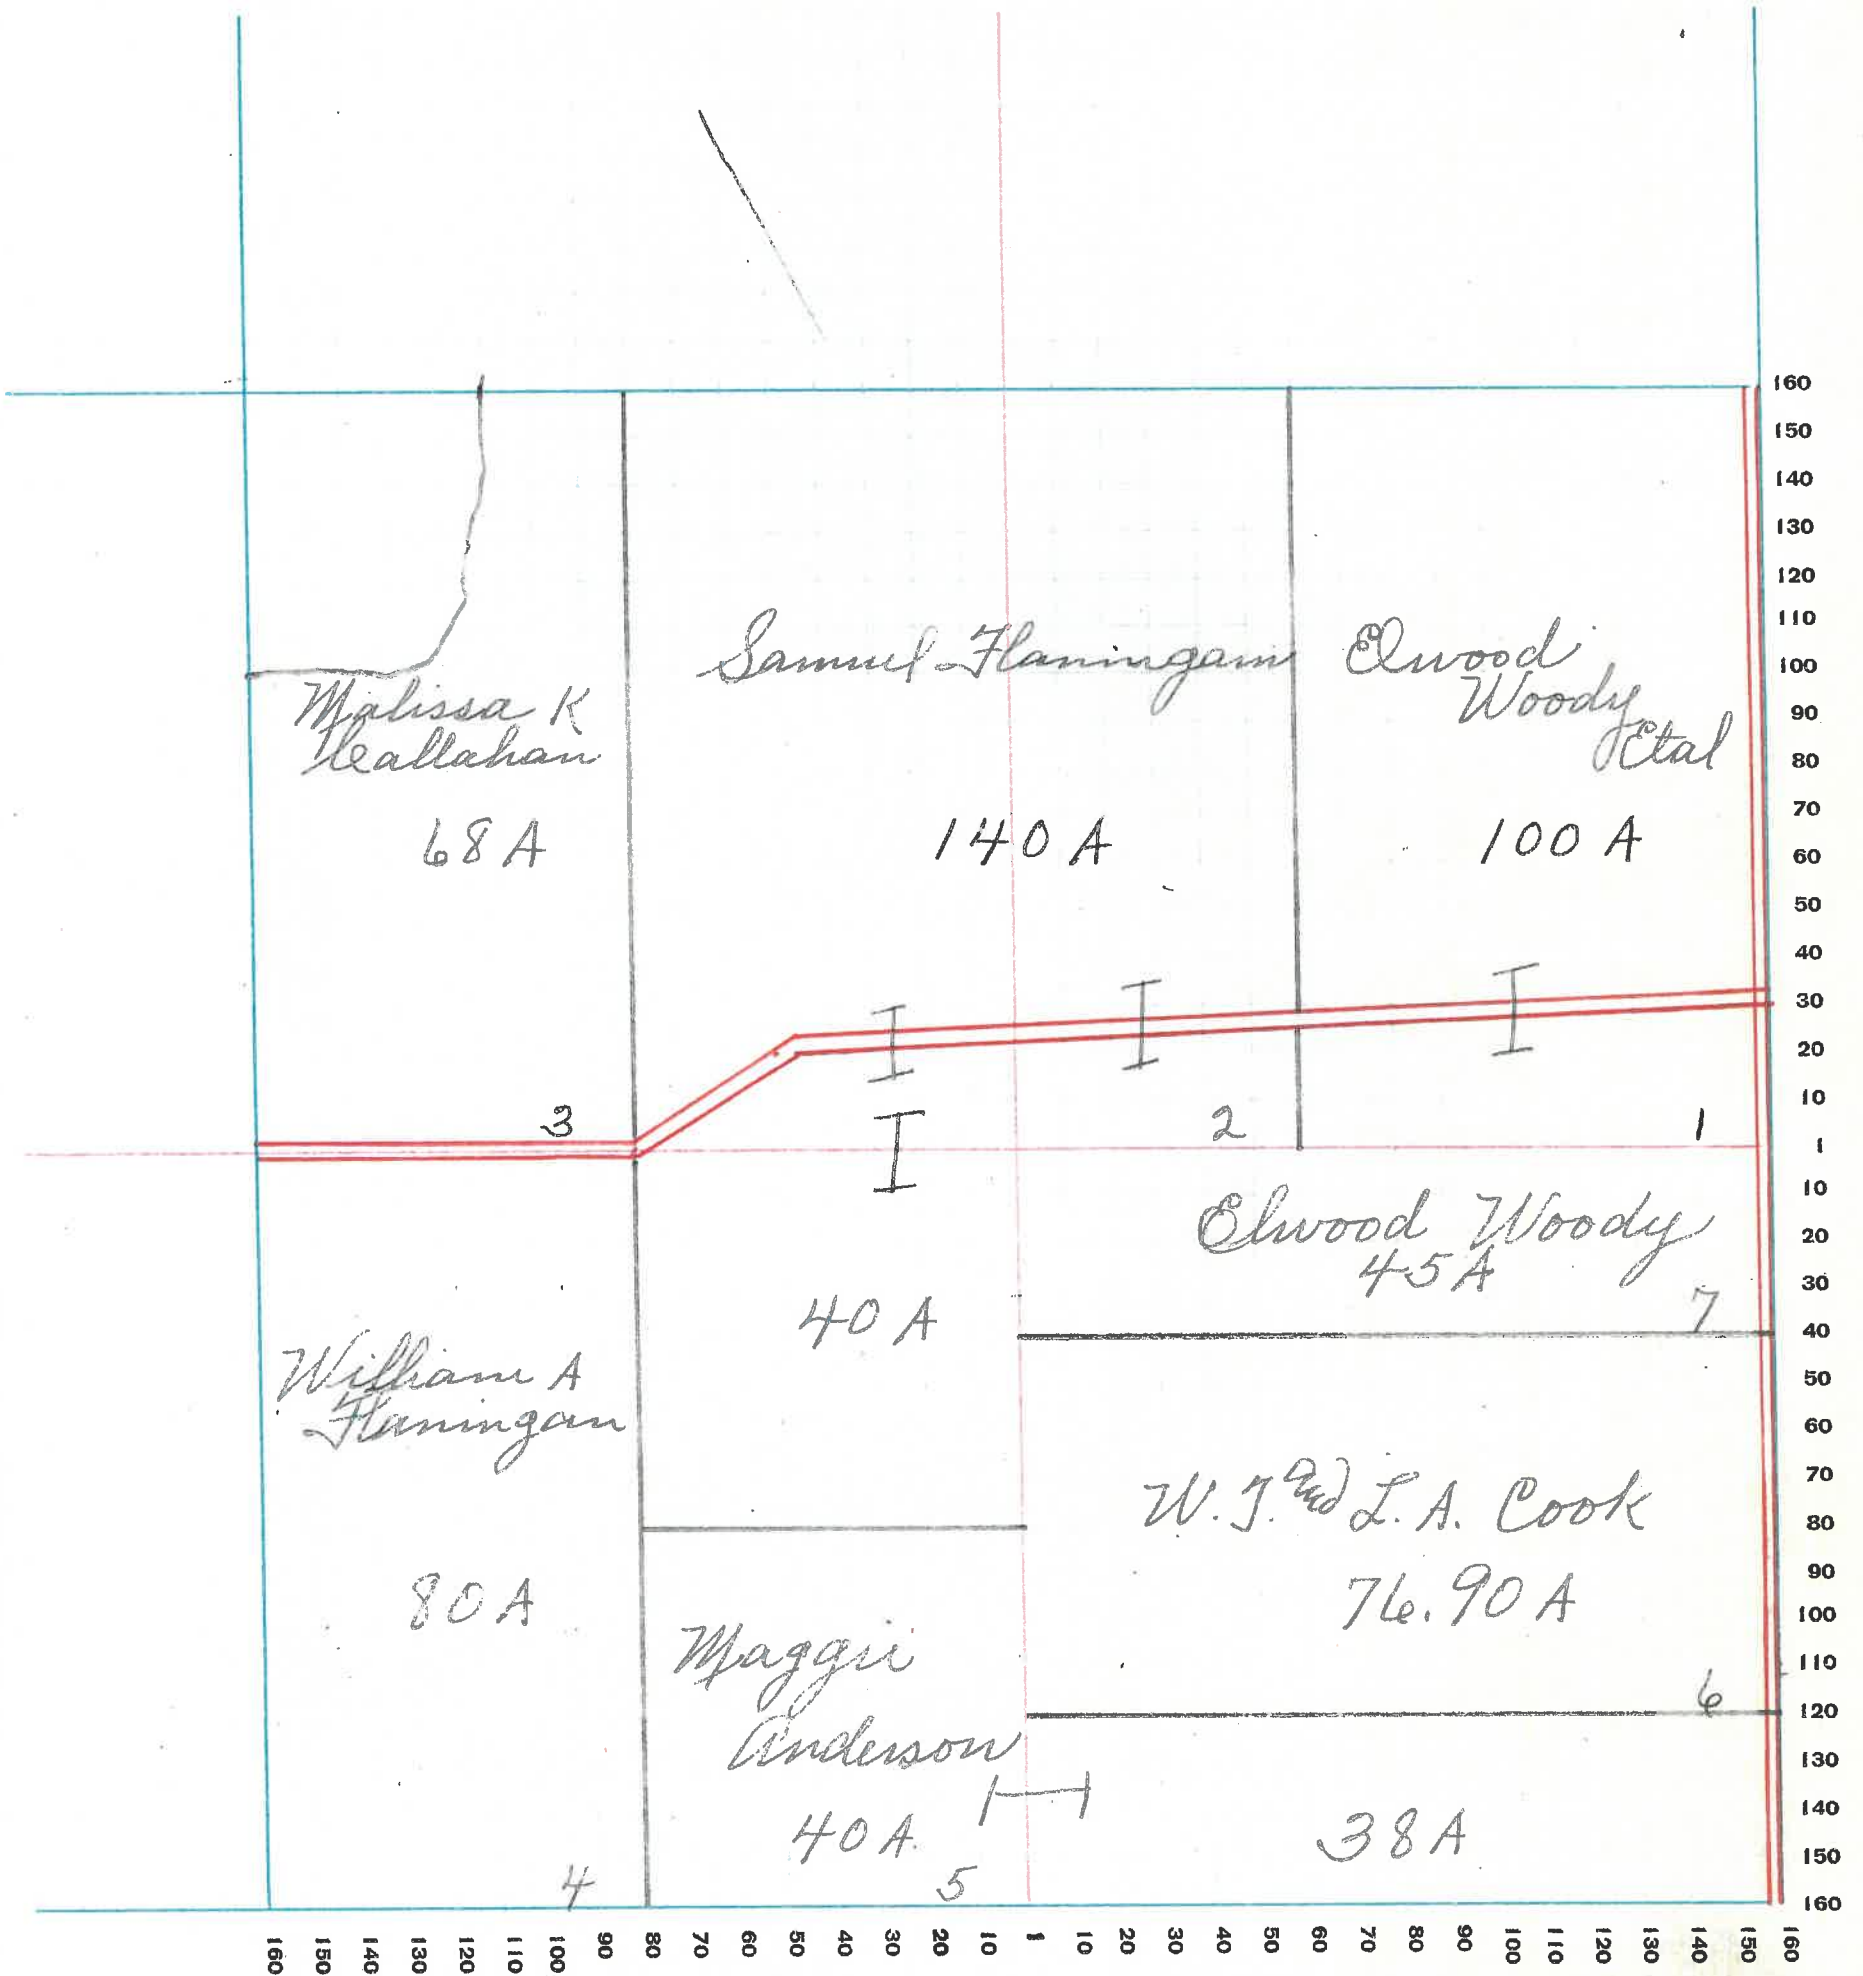 160
150
140
130
120
110
Samuel Flaningam
Elwood
Woody
Etal
100
90
80
70
60
50
40
30
20
10
1
Malissa K
Callahan
68 A
140 A
100 A
3
2
1
10
20
30
40
50
60
70
80
90
100
110
120
130
140
150
160
Elwood Woody
45 A
7
40 A
William A
Flaningan
80 A
W. T. and L. A. Cook
76.90 A
6
Maggie
Anderson
40 A.
38 A
4
5
160 150 140 130 120 110 100 90 80 70 60 50 40 30 20 10 1 10 20 30 40 50 60 70 80 90 100 110 120 130 140 150 160